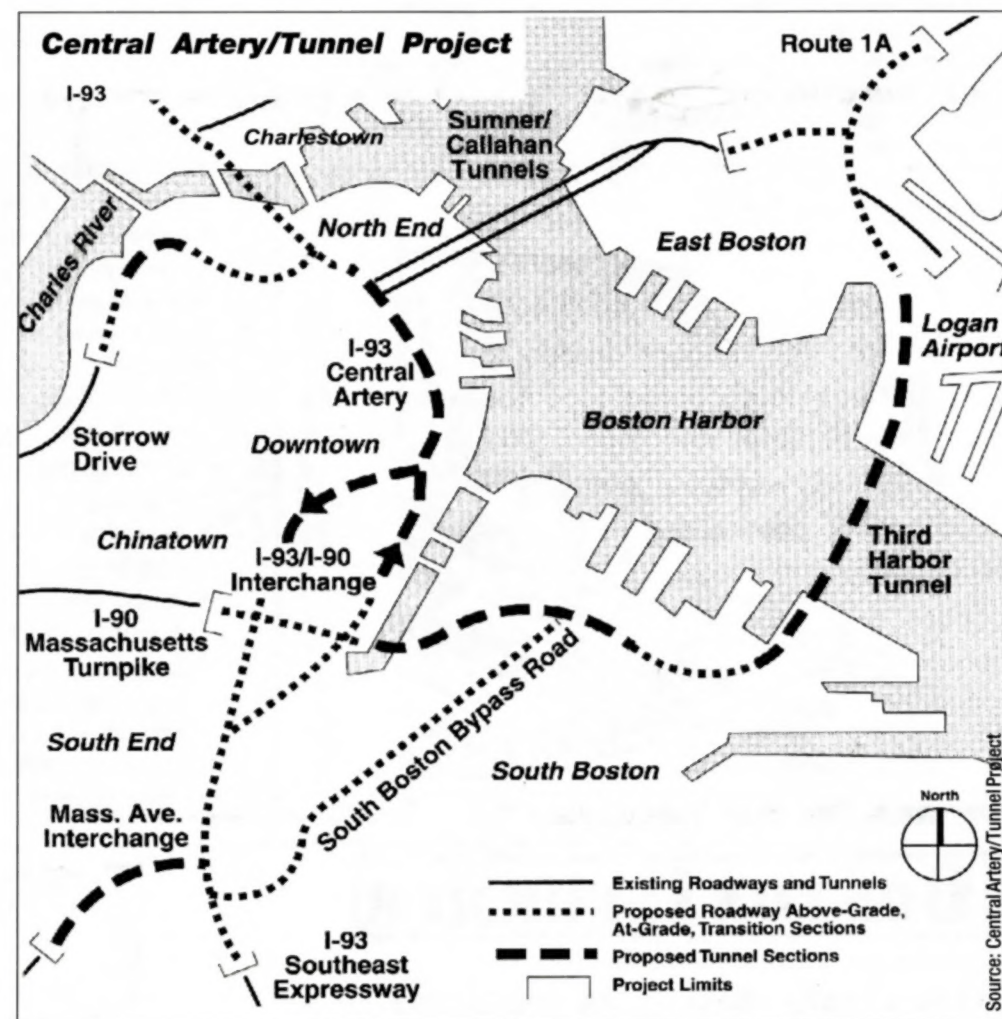 Central Artery/Tunnel Project
Route 1A
I-93
Charlestown
Sumner/
Callahan
Tunnels
Charles River
North End
East Boston
I-93
Central
Artery
Logan
Airport
Storrow
Drive
Downtown
Boston Harbor
Chinatown
I-93/I-90
Interchange
Third
Harbor
Tunnel
I-90
Massachusetts
Turnpike
South Boston Bypass Road
South End
South Boston
Mass. Ave.
Interchange
North
I-93
Southeast
Expressway
Existing Roadways and Tunnels
Proposed Roadway Above-Grade,
At-Grade, Transition Sections
Proposed Tunnel Sections
Project Limits
Source: Central Artery/Tunnel Project